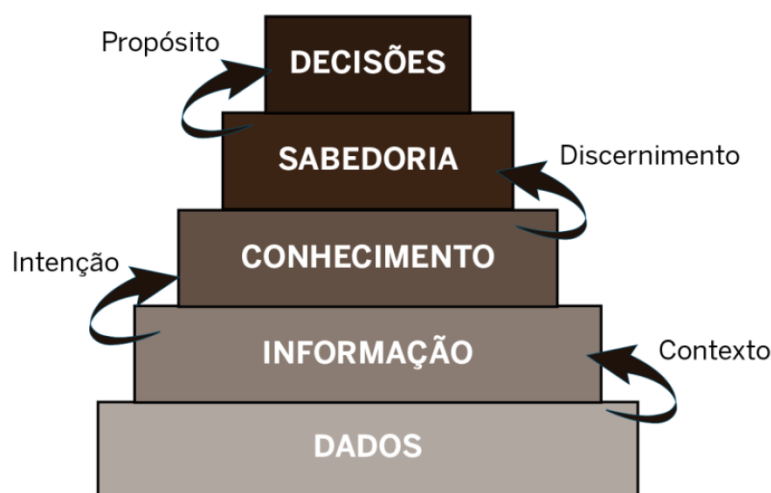 Propósito
DECISÕES
SABEDORIA
Discernimento
CONHECIMENTO
Intenção
INFORMAÇÃO
Contexto
DADOS